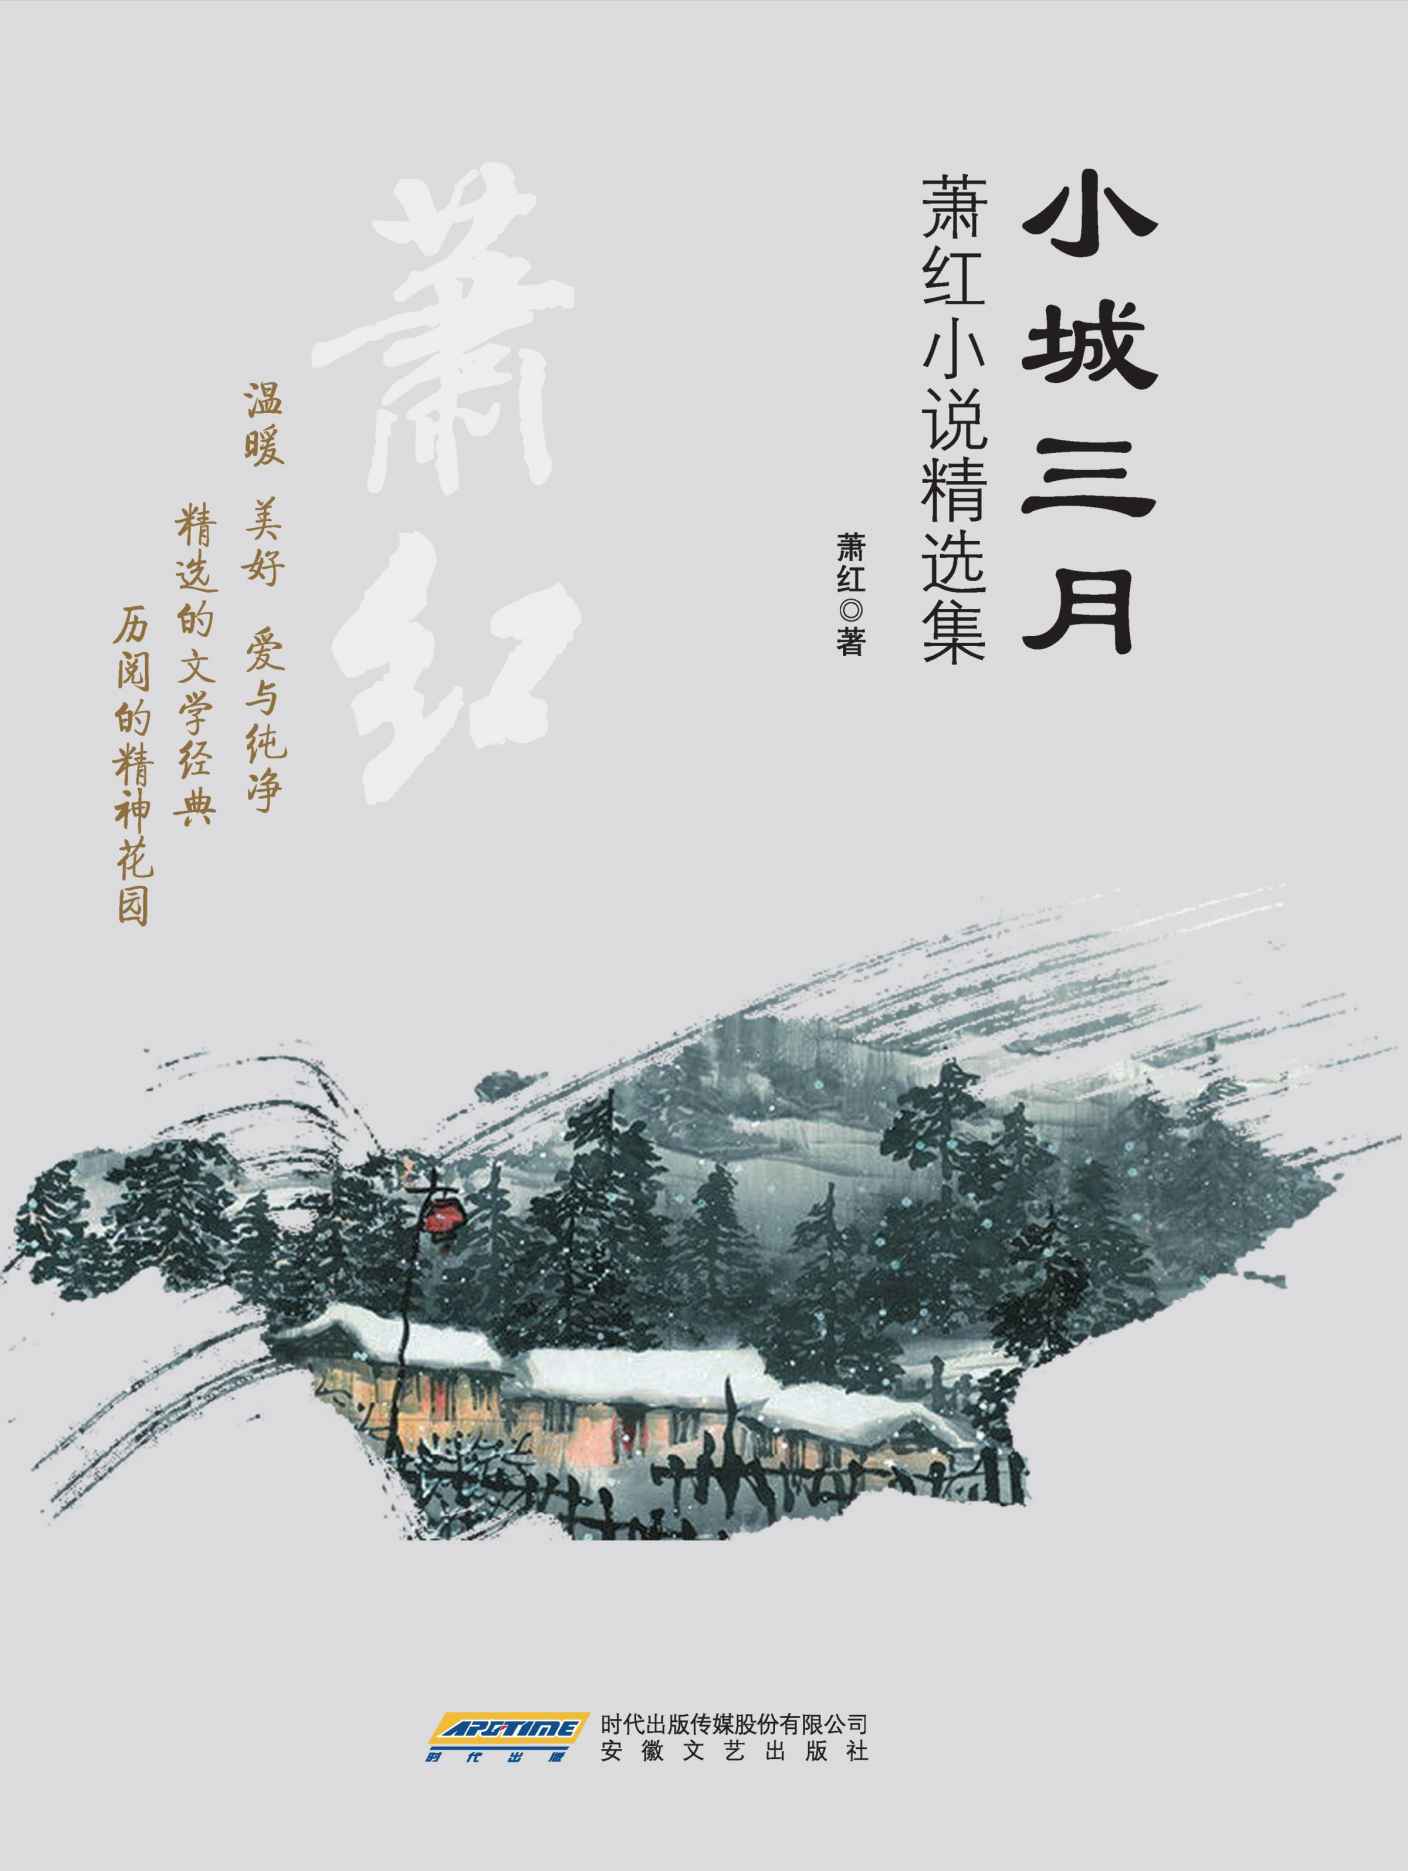 小城三月
萧红小说精选集
萧红◎著
萧红
温暖 美好 爱与纯净
精选的文学经典
历阅的精神花园
APSTIME
时代出版
时代出版传媒股份有限公司
安徽文艺出版社